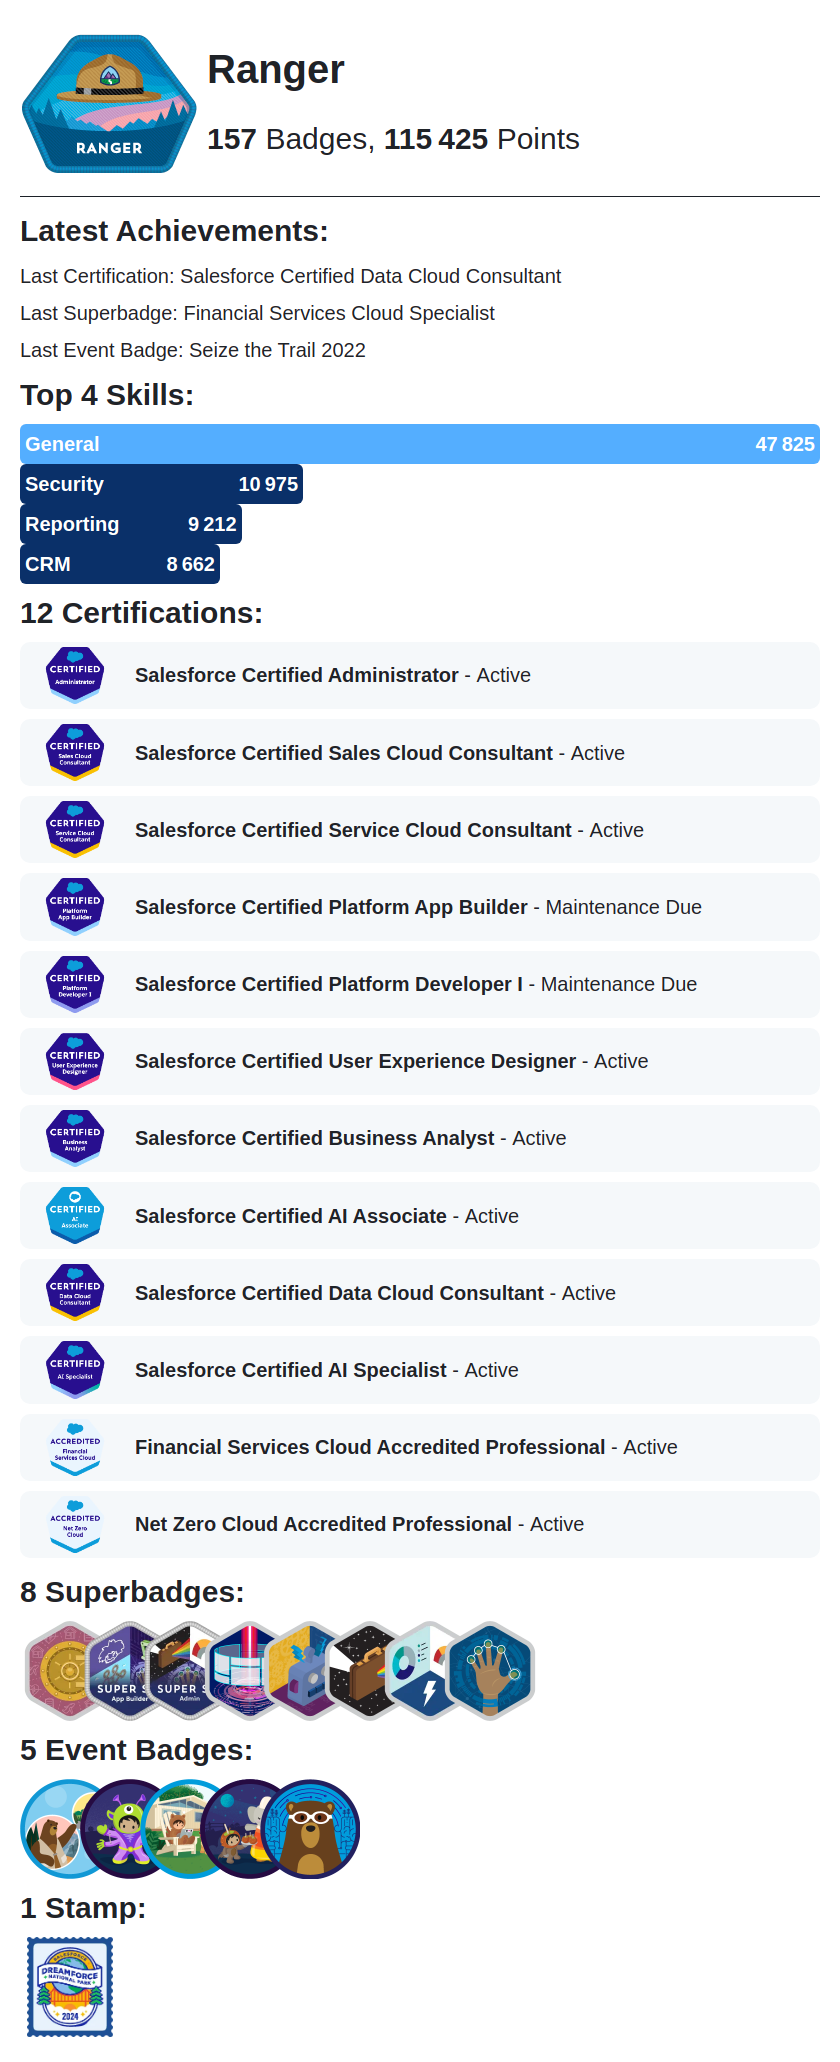 RANGER
Ranger
157 Badges, 115 425 Points
Latest Achievements:
Last Certification: Salesforce Certified Data Cloud Consultant
Last Superbadge: Financial Services Cloud Specialist
Last Event Badge: Seize the Trail 2022
Top 4 Skills:
General 47 825
Security 10 975
Reporting 9 212
CRM 8 662
12 Certifications:
CERTIFIED
Administrator
Salesforce Certified Administrator - Active
CERTIFIED
Sales Cloud
Consultant
Salesforce Certified Sales Cloud Consultant - Active
CERTIFIED
Service Cloud
Consultant
Salesforce Certified Service Cloud Consultant - Active
CERTIFIED
Platform
App Builder
Salesforce Certified Platform App Builder - Maintenance Due
CERTIFIED
Platform
Developer I
Salesforce Certified Platform Developer I - Maintenance Due
CERTIFIED
User Experience
Designer
Salesforce Certified User Experience Designer - Active
CERTIFIED
Business
Analyst
Salesforce Certified Business Analyst - Active
CERTIFIED
AI
Associate
Salesforce Certified AI Associate - Active
CERTIFIED
Data Cloud
Consultant
Salesforce Certified Data Cloud Consultant - Active
CERTIFIED
AI Specialist
Salesforce Certified AI Specialist - Active
ACCREDITED
Financial
Services Cloud
Financial Services Cloud Accredited Professional - Active
ACCREDITED
Net Zero
Cloud
Net Zero Cloud Accredited Professional - Active
8 Superbadges:
SUPER S
App Builder
SUPER S
Admin
5 Event Badges:
1 Stamp:
SALESFORCE
DREAMFORCE
NATIONAL PARK
2024